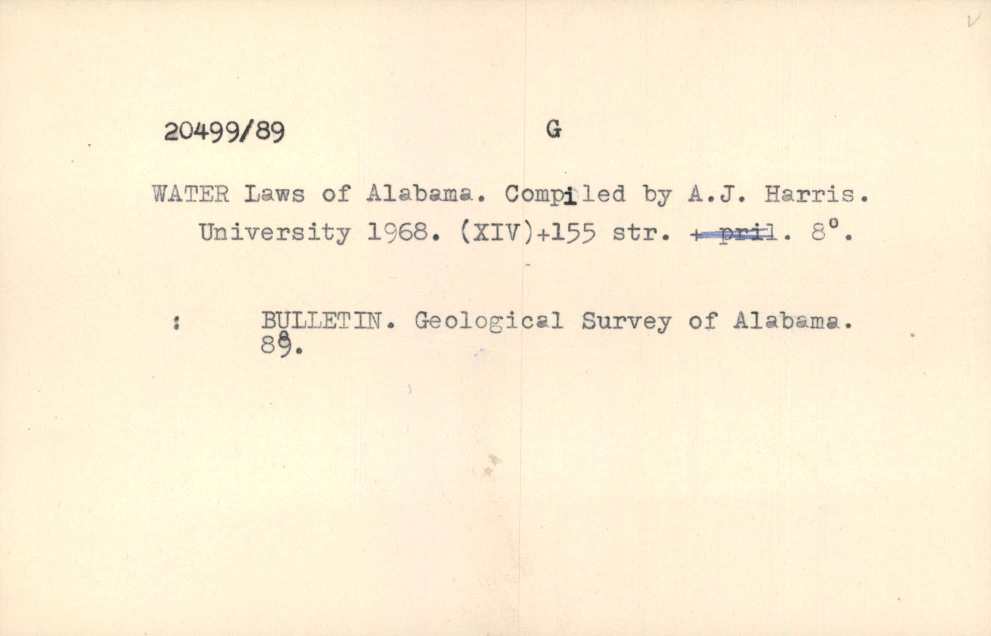 20499/89 G
WATER Laws of Alabama. Compiled by A.J. Harris.
University 1968. (XIV)+155 str. + pril. 8°.
: BULLETIN. Geological Survey of Alabama.
89.